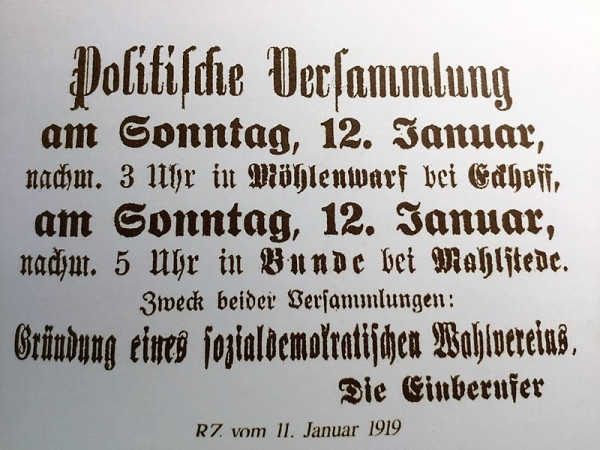 Politische Versammlung
am Sonntag, 12. Januar,
nachm. 3 Uhr in Möhlenwarf bei Eckhoff,
am Sonntag, 12. Januar,
nachm. 5 Uhr in Bunde bei Mahlstede.
Zweck beider Versammlungen:
Gründung eines sozialdemokratischen Wahlvereins.
Die Einberufer
RZ vom 11. Januar 1919